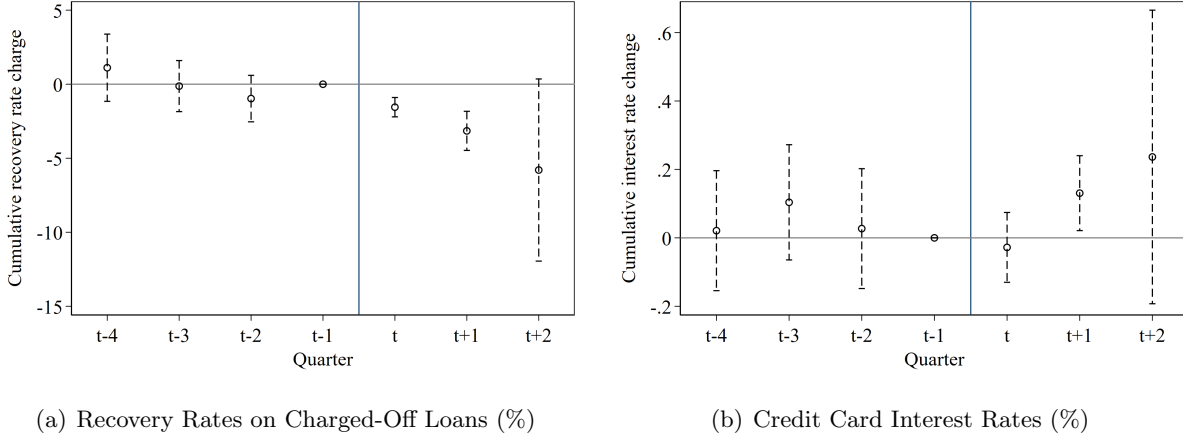 Cumulative recovery rate charge
5
0
-5
-10
-15
t-4 t-3 t-2 t-1 t t+1 t+2
Quarter
(a) Recovery Rates on Charged-Off Loans (%)
Cumulative interest rate change
.6
.4
.2
0
-.2
t-4 t-3 t-2 t-1 t t+1 t+2
Quarter
(b) Credit Card Interest Rates (%)